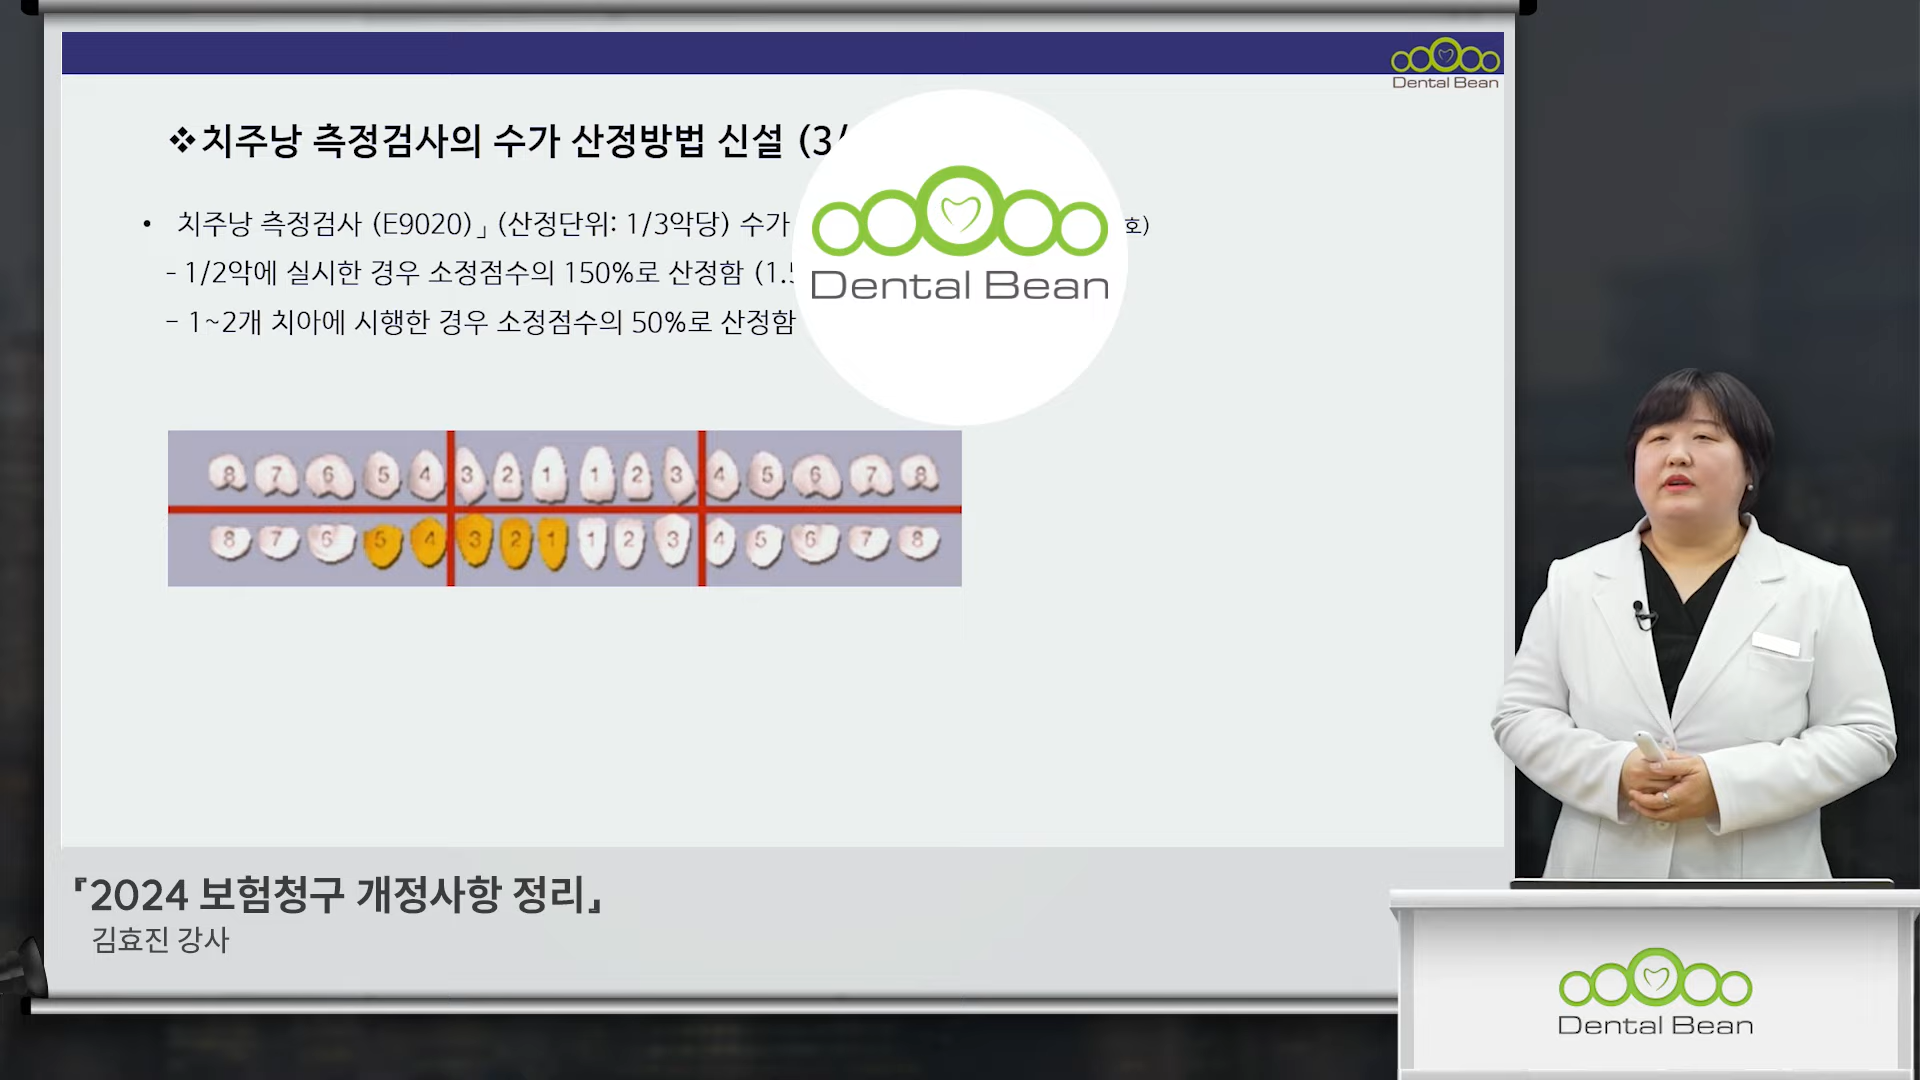 Dental Bean
❖치주낭 측정검사의 수가 산정방법 신설 (3/
• 치주낭 측정검사 (E9020)」 (산정단위: 1/3악당) 수가 호)
- 1/2악에 실시한 경우 소정점수의 150%로 산정함 (1.5
- 1~2개 치아에 시행한 경우 소정점수의 50%로 산정함
Dental Bean
8 7 6 5 4 3 2 1 1 2 3 4 5 6 7 8
8 7 6 5 4 3 2 1 1 2 3 4 5 6 7 8
『2024 보험청구 개정사항 정리』
김효진 강사
Dental Bean